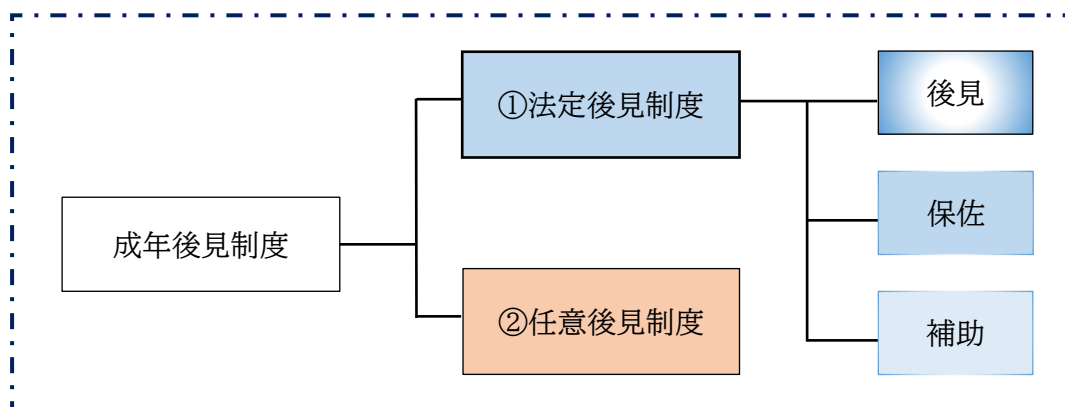 成年後見制度
①法定後見制度
②任意後見制度
後見
保佐
補助